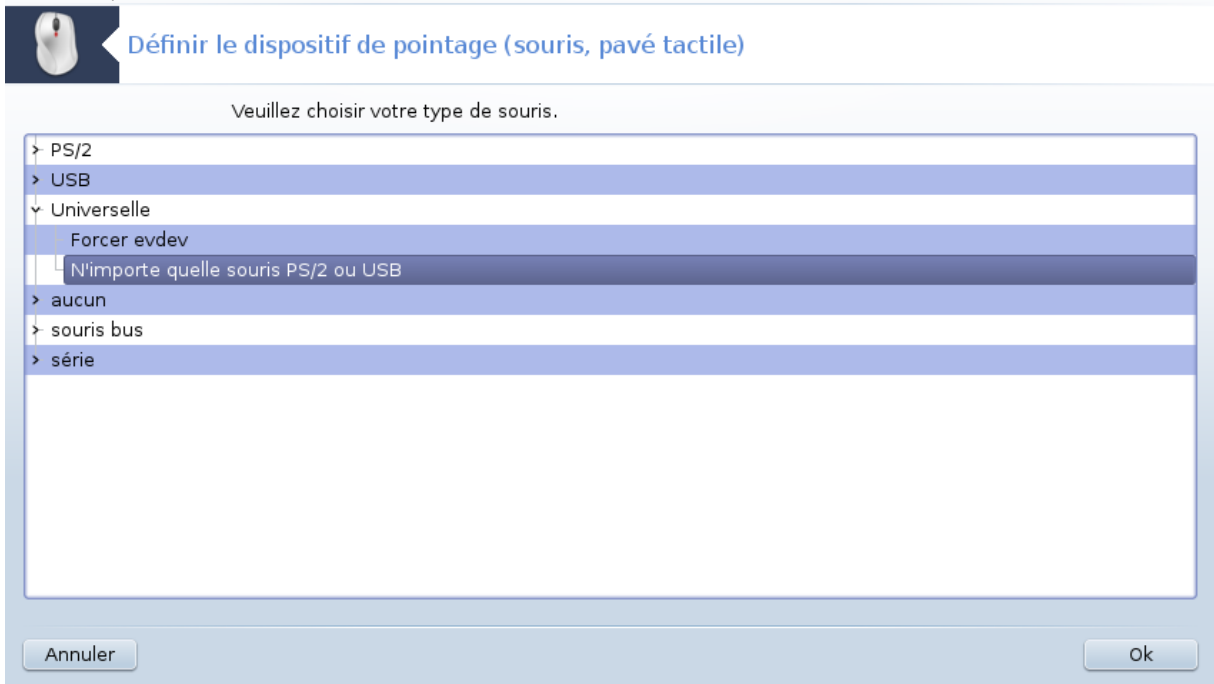 Définir le dispositif de pointage (souris, pavé tactile)
Veuillez choisir votre type de souris.
PS/2
USB
Universelle
Forcer evdev
N'importe quelle souris PS/2 ou USB
aucun
souris bus
série
Annuler
Ok